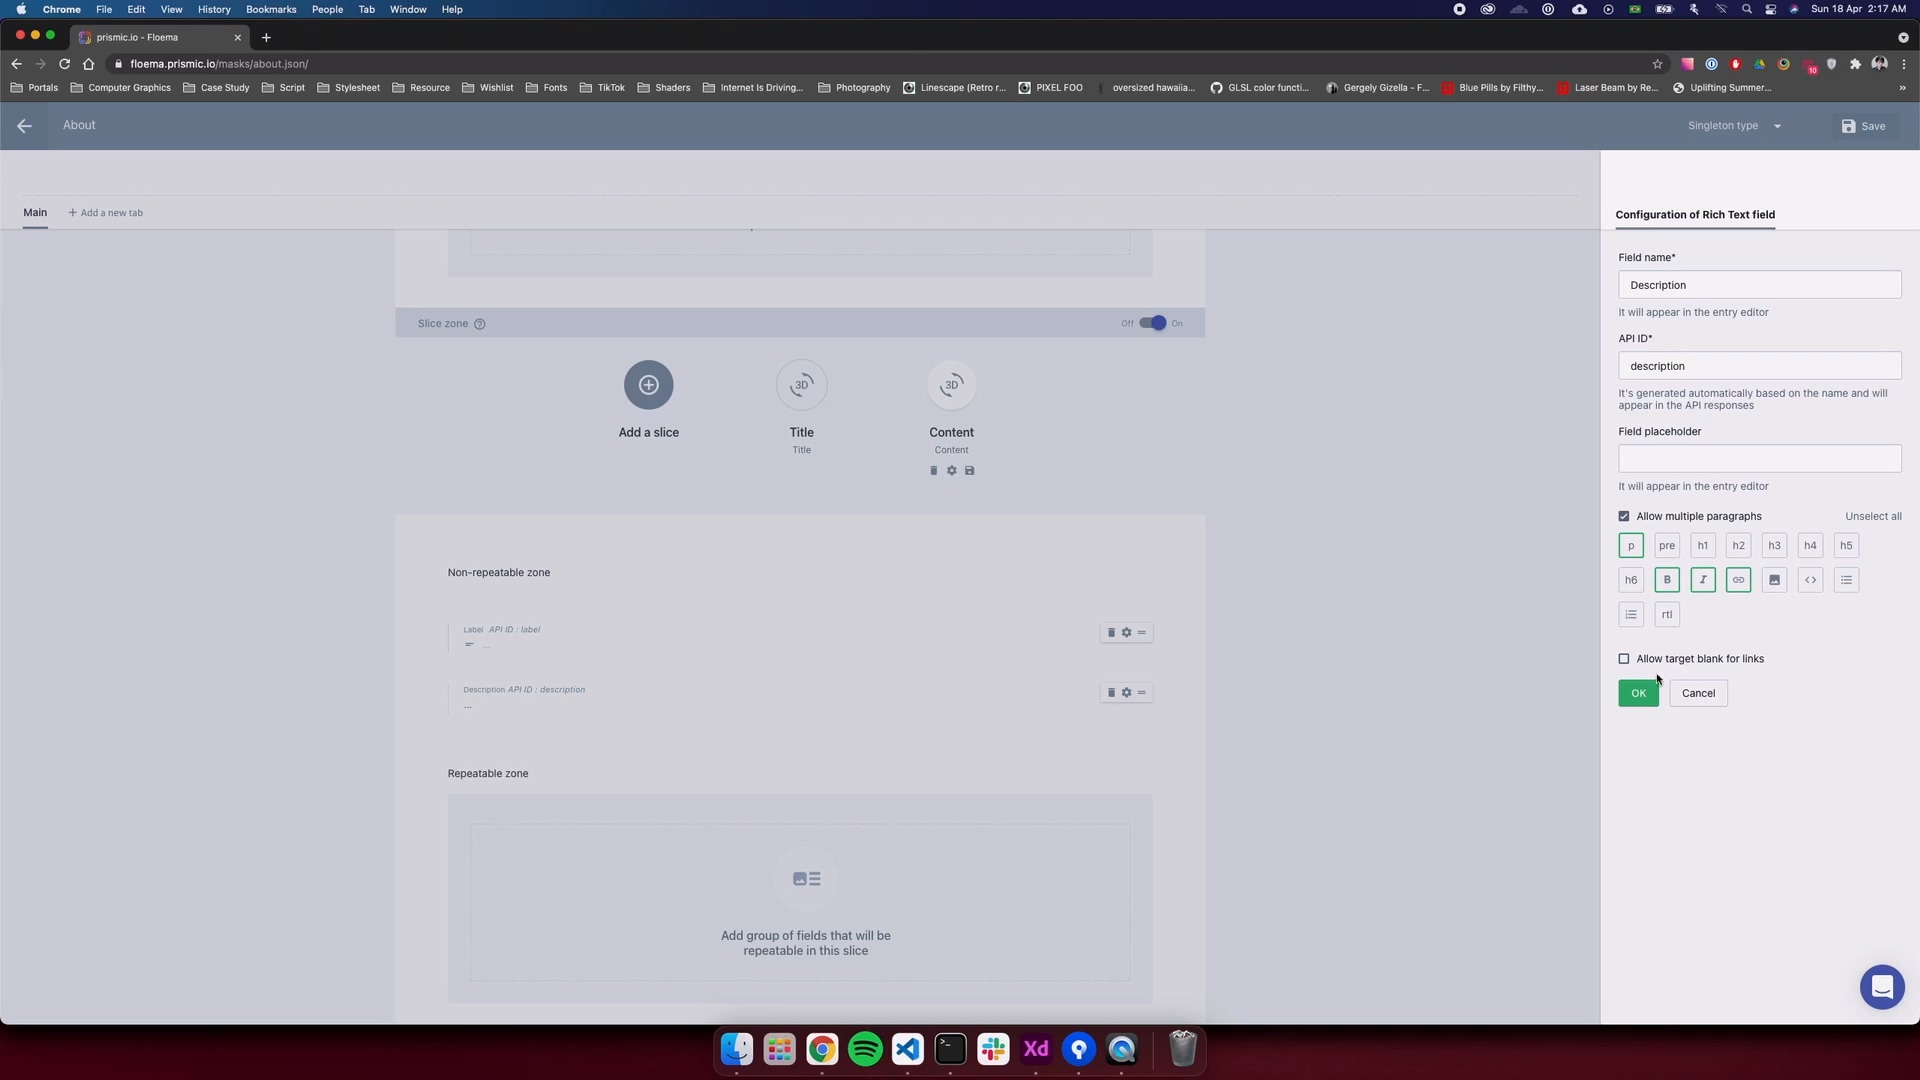 Chrome File Edit View History Bookmarks People Tab Window Help
Sun 18 Apr 2:17 AM
prismic.io - Floema
floema.prismic.io/masks/about.json/
10
Portals Computer Graphics Case Study Script Stylesheet Resource Wishlist Fonts TikTok Shaders Internet Is Driving... Photography Linescape (Retro r... PIXEL FOO oversized hawaiia... GLSL color functi... Gergely Gizella - F... Blue Pills by Filthy... Laser Beam by Re... Uplifting Summer... »
About
Singleton type
Save
Main
+ Add a new tab
Configuration of Rich Text field
Field name*
Description
It will appear in the entry editor
API ID*
description
It's generated automatically based on the name and will
appear in the API responses
Field placeholder
It will appear in the entry editor
Allow multiple paragraphs
Unselect all
p pre h1 h2 h3 h4 h5
h6 B I <>
rtl
Allow target blank for links
OK
Cancel
Slice zone
Off
On
3D
3D
Add a slice
Title
Content
Title
Content
Non-repeatable zone
Label API ID : label
...
Description API ID : description
...
Repeatable zone
Add group of fields that will be
repeatable in this slice
>_
Xd